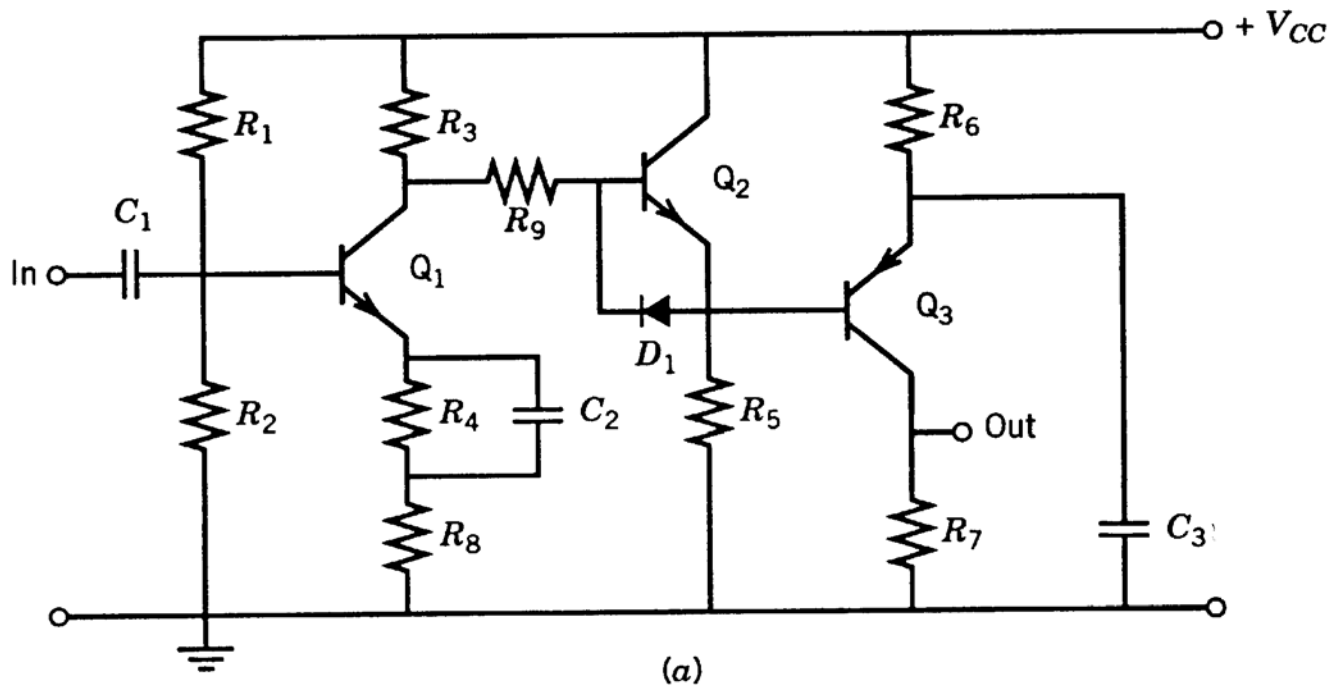 + V_CC
R_1
R_3
R_6
C_1
R_9
Q_2
In
Q_1
Q_3
D_1
R_2
R_4
C_2
R_5
Out
R_8
R_7
C_3
(a)